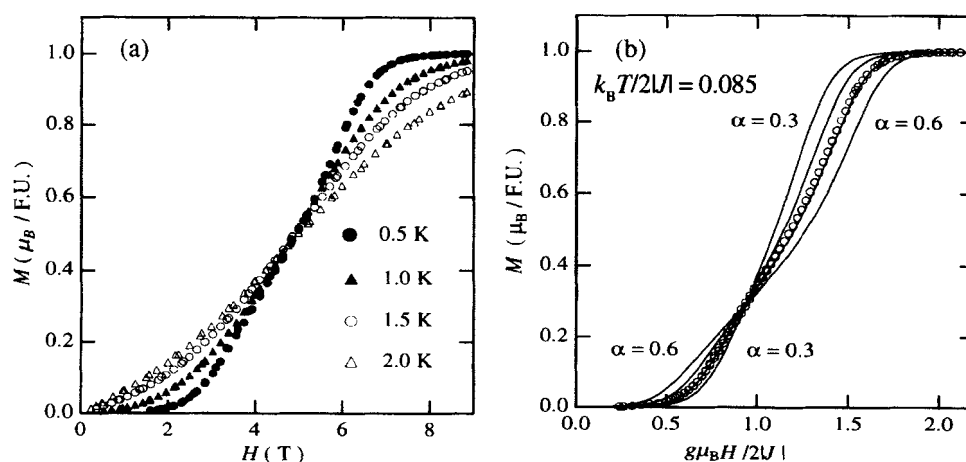 (a)
M ( μB / F.U. )
1.0
0.8
0.6
0.4
0.2
0.0
0.5 K
1.0 K
1.5 K
2.0 K
0 2 4 6 8
H ( T )
(b)
kBT/2|J| = 0.085
M ( μB / F.U. )
1.0
0.8
0.6
0.4
0.2
0.0
α = 0.3
α = 0.6
α = 0.6
α = 0.3
0.0 0.5 1.0 1.5 2.0
gμBH /2|J|